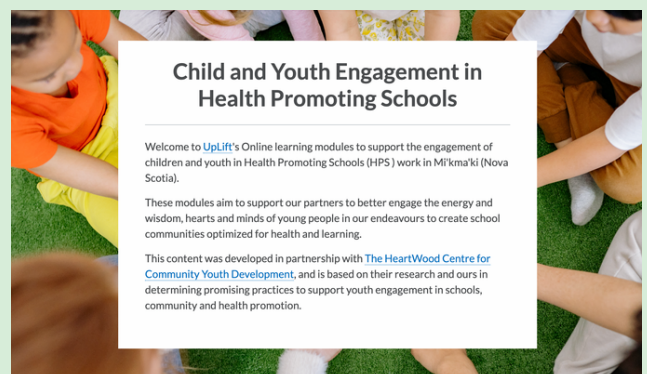 Child and Youth Engagement in
Health Promoting Schools
Welcome to UpLift's Online learning modules to support the engagement of
children and youth in Health Promoting Schools (HPS ) work in Mi'kma'ki (Nova
Scotia).
These modules aim to support our partners to better engage the energy and
wisdom, hearts and minds of young people in our endeavours to create school
communities optimized for health and learning.
This content was developed in partnership with The HeartWood Centre for
Community Youth Development, and is based on their research and ours in
determining promising practices to support youth engagement in schools,
community and health promotion.